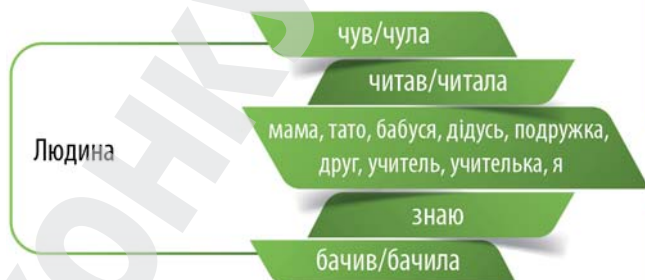 чув/чула
читав/читала
Людина
мама, тато, бабуся, дідусь, подружка,
друг, учитель, учителька, я
знаю
бачив/бачила